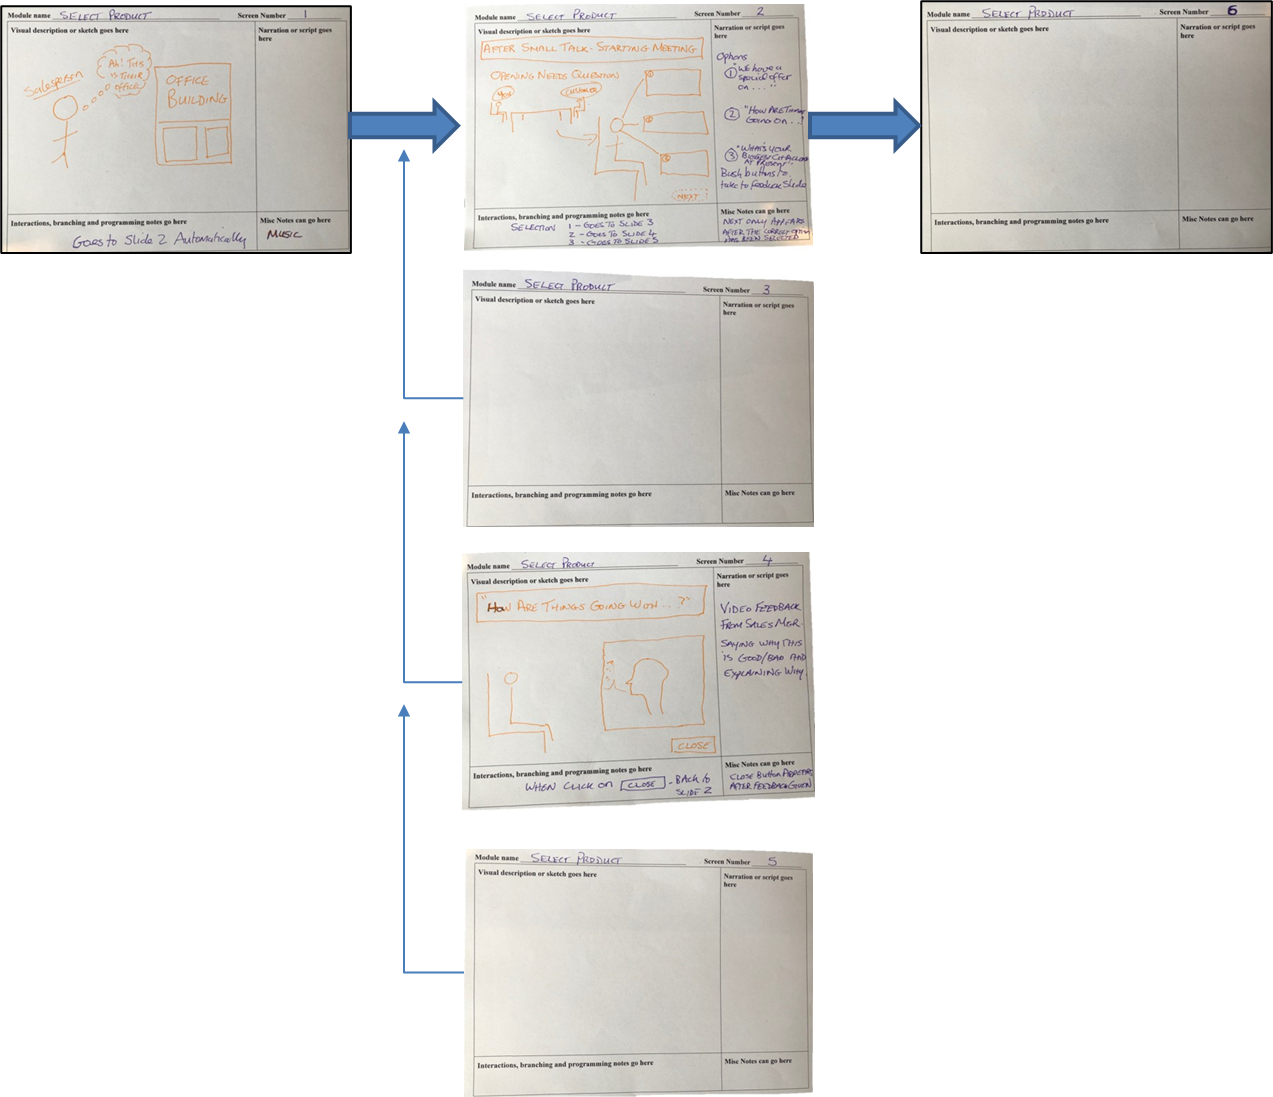 Module name SELECT PRODUCT Screen Number 1
Visual description or sketch goes here
Narration or script goes here
Salesperson
Ah! THIS
IS THEIR
OFFICE
OFFICE
BUILDING
Interactions, branching and programming notes go here
Goes to Slide 2 Automatically
Misc Notes can go here
MUSIC
Module name SELECT PRODUCT Screen Number 2
Visual description or sketch goes here
AFTER SMALL TALK - STARTING MEETING
OPENING NEEDS QUESTION
YOU
CUSTOMER
1
2
3
NEXT
Narration or script goes
here
Options
1 "We have a
special offer
on ...."
2 "HOW ARE THINGS
GOING ON ...?
3 "WHAT'S YOUR
BIGGEST CHALLENGE
AT PRESENT".
Push buttons to
take to feedback slide
Interactions, branching and programming notes go here
SELECTION 1 - GOES TO SLIDE 3
2 - GOES TO SLIDE 4
3 - GOES TO SLIDE 5
Misc Notes can go here
NEXT ONLY APPEARS
AFTER THE CORRECT OPTION
HAS BEEN SELECTED
Module name SELECT PRODUCT Screen Number 6
Visual description or sketch goes here
Narration or script goes
here
Interactions, branching and programming notes go here
Misc Notes can go here
Module name SELECT PRODUCT Screen Number 3
Visual description or sketch goes here
Narration or script goes
here
Interactions, branching and programming notes go here
Misc Notes can go here
Module name SELECT PRODUCT Screen Number 4
Visual description or sketch goes here
"HOW ARE THINGS GOING WITH ...?"
CLOSE
Narration or script goes
here
VIDEO FEEDBACK
FROM SALES MGR.
SAYING WHY THIS
IS GOOD/BAD AND
EXPLAINING WHY.
Interactions, branching and programming notes go here
WHEN CLICK ON CLOSE - BACK TO
SLIDE 2
Misc Notes can go here
CLOSE BUTTON APPEARS
AFTER FEEDBACK GIVEN
Module name SELECT PRODUCT Screen Number 5
Visual description or sketch goes here
Narration or script goes
here
Interactions, branching and programming notes go here
Misc Notes can go here